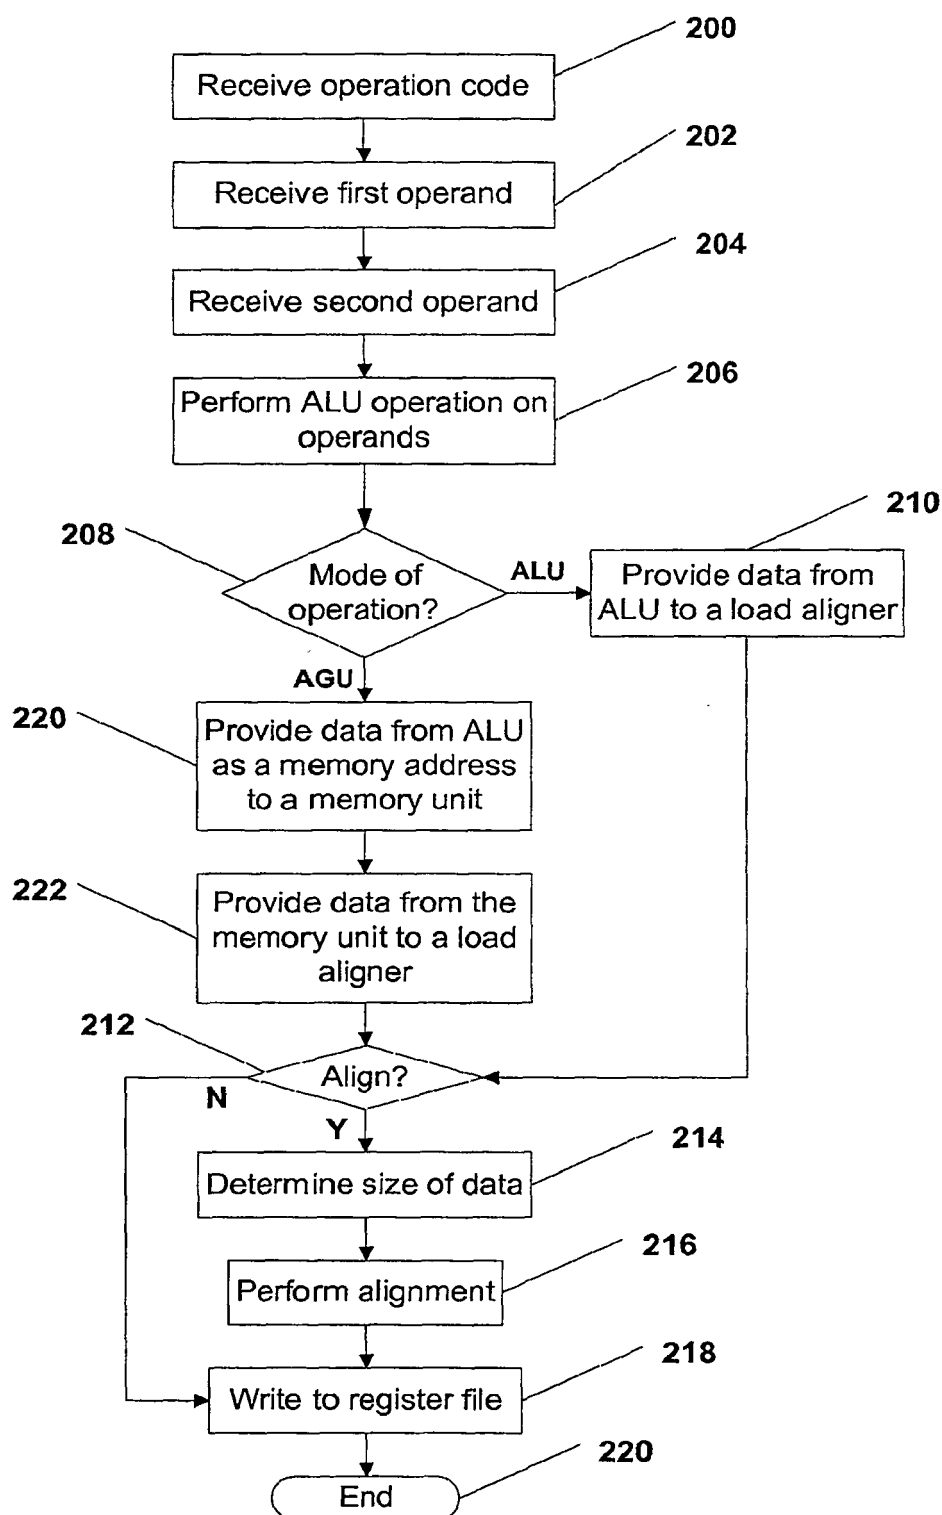 200
Receive operation code
202
Receive first operand
204
Receive second operand
206
Perform ALU operation on
operands
208
Mode of
operation?
ALU
210
Provide data from
ALU to a load aligner
AGU
220
Provide data from ALU
as a memory address
to a memory unit
222
Provide data from the
memory unit to a load
aligner
212
Align?
N
Y
214
Determine size of data
216
Perform alignment
218
Write to register file
220
End